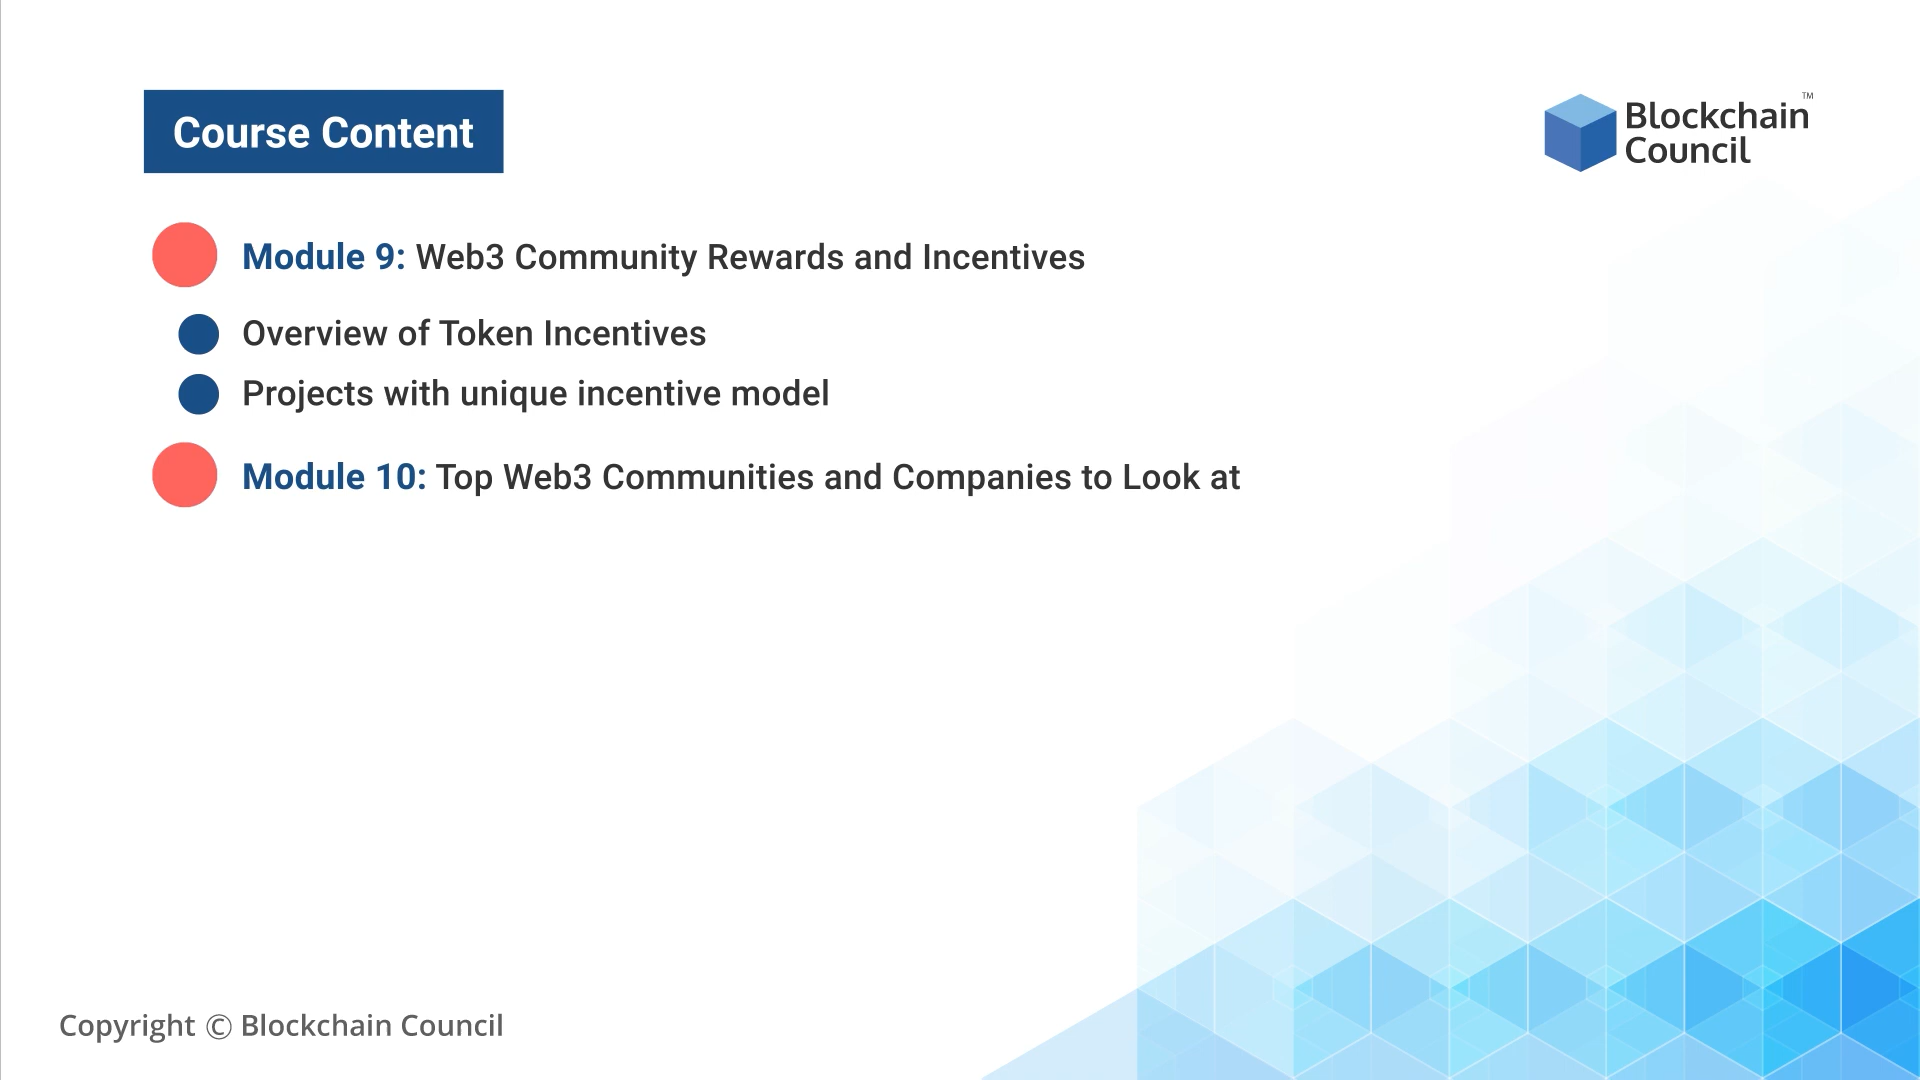 Course Content
Blockchain
Council
™
Module 9: Web3 Community Rewards and Incentives
Overview of Token Incentives
Projects with unique incentive model
Module 10: Top Web3 Communities and Companies to Look at
Copyright © Blockchain Council